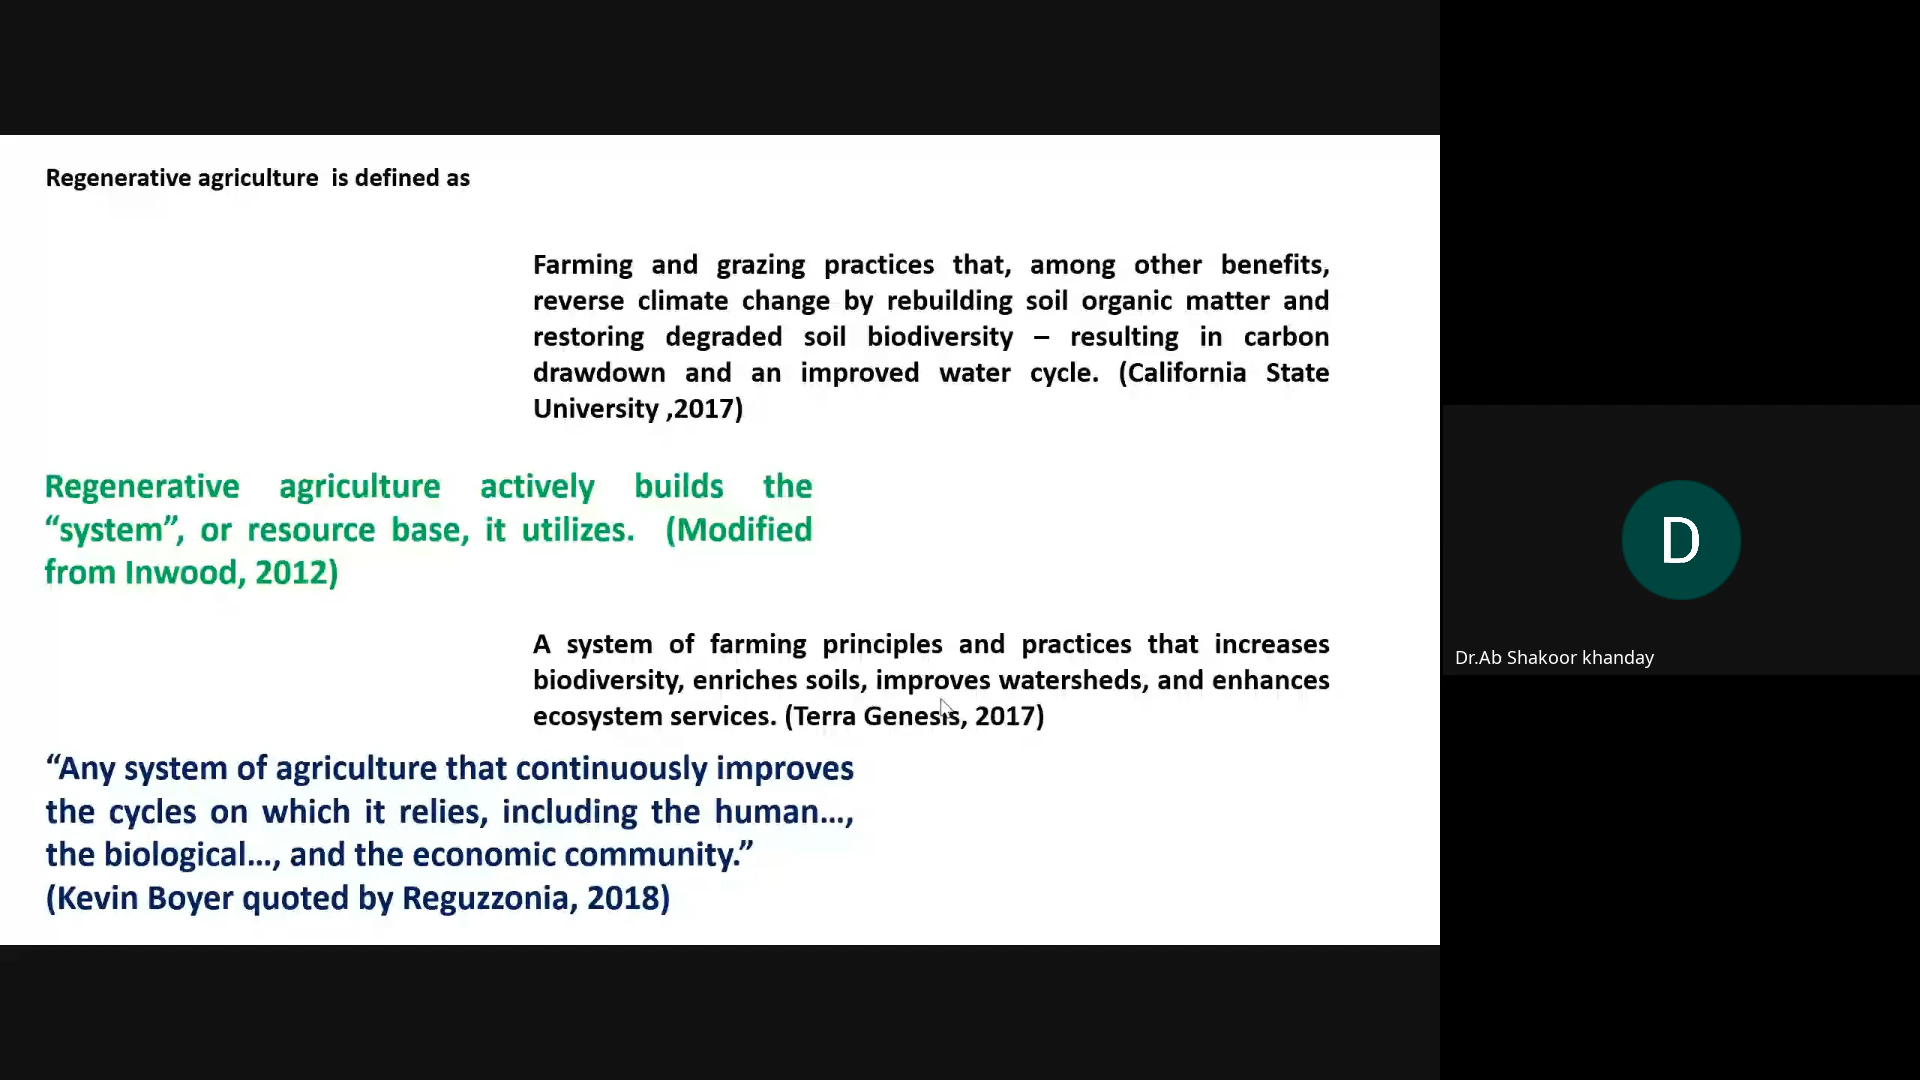 Regenerative agriculture is defined as
Farming and grazing practices that, among other benefits,
reverse climate change by rebuilding soil organic matter and
restoring degraded soil biodiversity – resulting in carbon
drawdown and an improved water cycle. (California State
University ,2017)
Regenerative agriculture actively builds the
“system”, or resource base, it utilizes. (Modified
from Inwood, 2012)
A system of farming principles and practices that increases
biodiversity, enriches soils, improves watersheds, and enhances
ecosystem services. (Terra Genesis, 2017)
“Any system of agriculture that continuously improves
the cycles on which it relies, including the human…,
the biological…, and the economic community.”
(Kevin Boyer quoted by Reguzzonia, 2018)
D
Dr.Ab Shakoor khanday